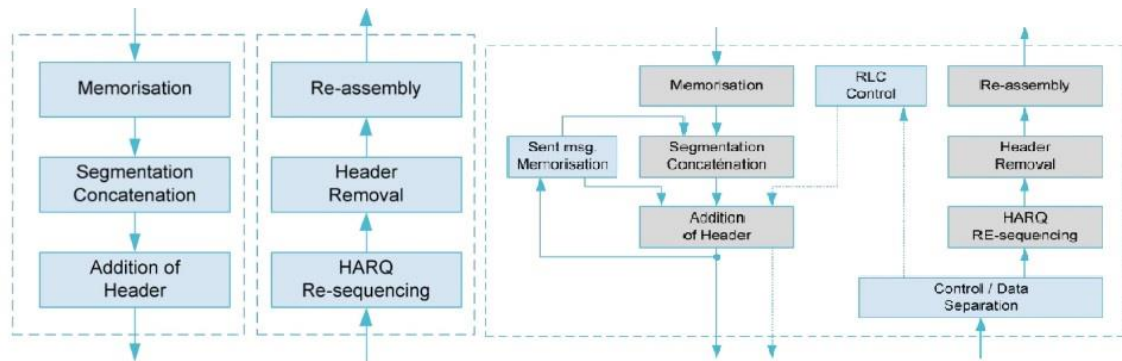 Memorisation
Segmentation
Concatenation
Addition of
Header
Re-assembly
Header
Removal
HARQ
Re-sequencing
Memorisation
Sent msg.
Memorisation
Segmentation
Concaténation
Addition
of Header
RLC
Control
Re-assembly
Header
Removal
HARQ
RE-sequencing
Control / Data
Separation